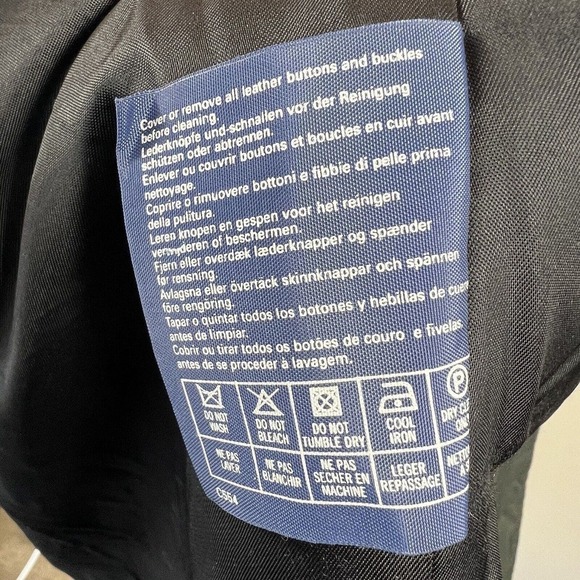 Cover or remove all leather buttons and buckles
before cleaning.
Lederknöpfe und-schnallen vor der Reinigung
schützen oder abtrennen.
Enlever ou couvrir boutons et boucles en cuir avant
nettoyage.
Coprire o rimuovere bottoni e fibbie di pelle prima
della pulitura.
Leren knopen en gespen voor het reinigen
verwijderen of beschermen.
Fjern eller overdæk læderknapper og spænder
før rensning.
Avlagsna eller övertäck skinnknappar och spännen
före rengöring.
Tapar o quintar todos los botones y hebillas de cuero
antes de limpiar.
Cobrir ou tirar todos os botões de couro e fivelas
antes de se proceder à lavagem.
DO NOT WASH
DO NOT BLEACH
DO NOT TUMBLE DRY
COOL IRON
P
DRY CL
ON
NE PAS LAVER
NE PAS BLANCHIR
NE PAS SECHER EN MACHINE
LEGER REPASSAGE
C554